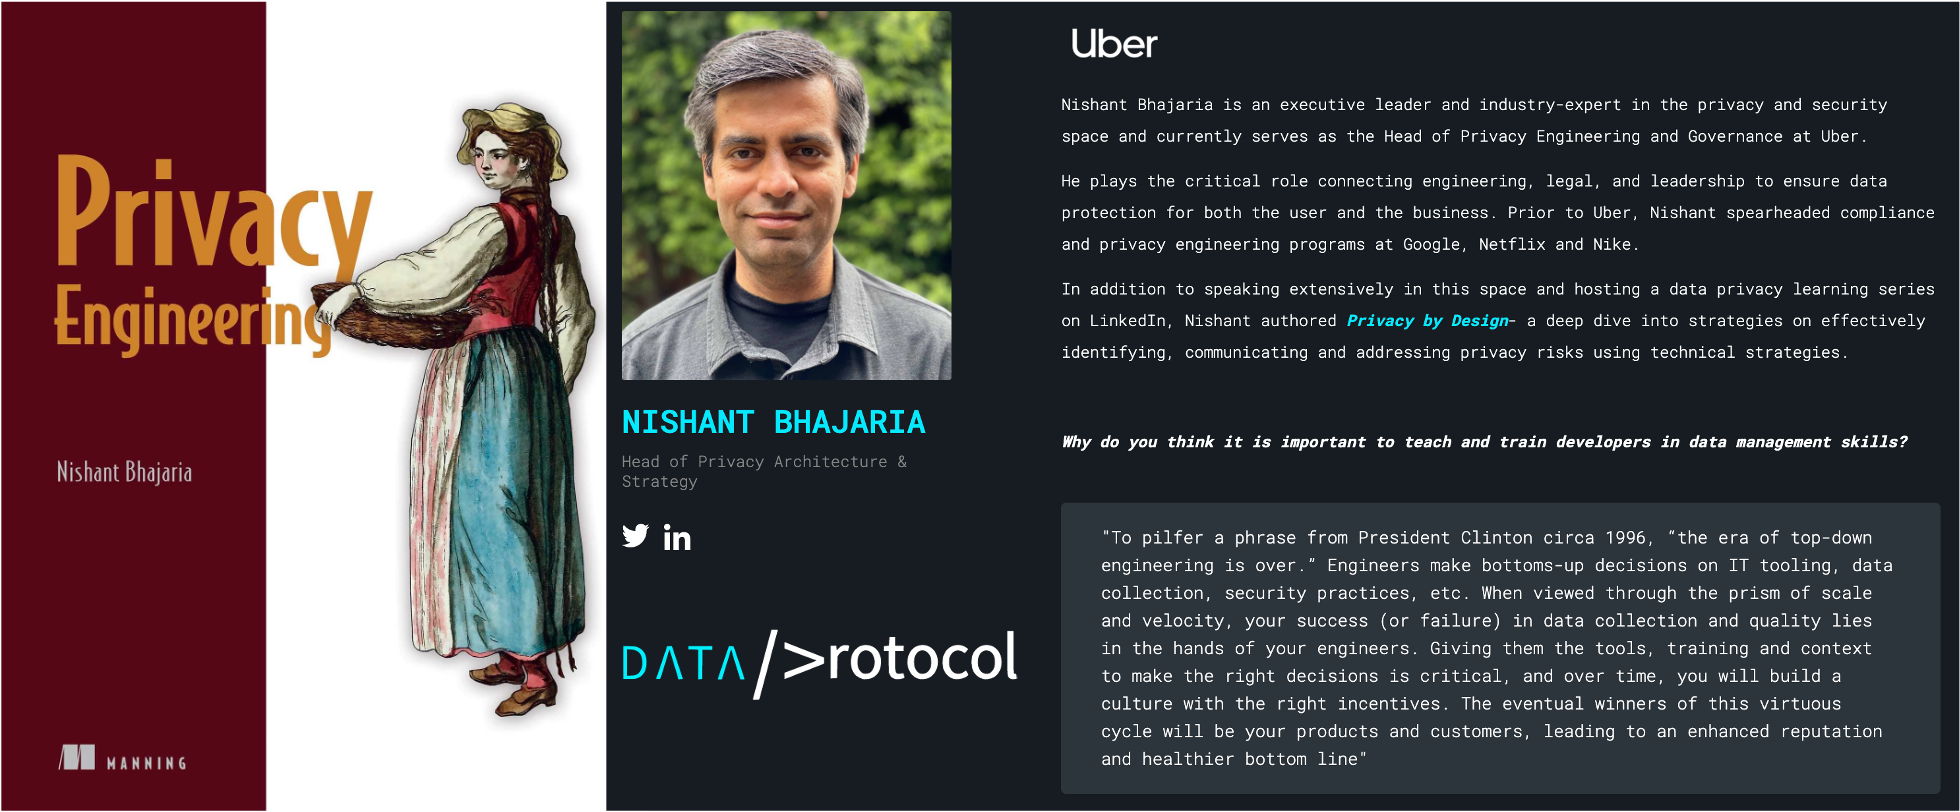 Privacy
Engineering
Nishant Bhajaria
MANNING
NISHANT BHAJARIA
Head of Privacy Architecture &
Strategy
in
DATA/>rotocol
Uber
Nishant Bhajaria is an executive leader and industry-expert in the privacy and security
space and currently serves as the Head of Privacy Engineering and Governance at Uber.
He plays the critical role connecting engineering, legal, and leadership to ensure data
protection for both the user and the business. Prior to Uber, Nishant spearheaded compliance
and privacy engineering programs at Google, Netflix and Nike.
In addition to speaking extensively in this space and hosting a data privacy learning series
on LinkedIn, Nishant authored Privacy by Design- a deep dive into strategies on effectively
identifying, communicating and addressing privacy risks using technical strategies.
Why do you think it is important to teach and train developers in data management skills?
"To pilfer a phrase from President Clinton circa 1996, “the era of top-down
engineering is over.” Engineers make bottoms-up decisions on IT tooling, data
collection, security practices, etc. When viewed through the prism of scale
and velocity, your success (or failure) in data collection and quality lies
in the hands of your engineers. Giving them the tools, training and context
to make the right decisions is critical, and over time, you will build a
culture with the right incentives. The eventual winners of this virtuous
cycle will be your products and customers, leading to an enhanced reputation
and healthier bottom line"